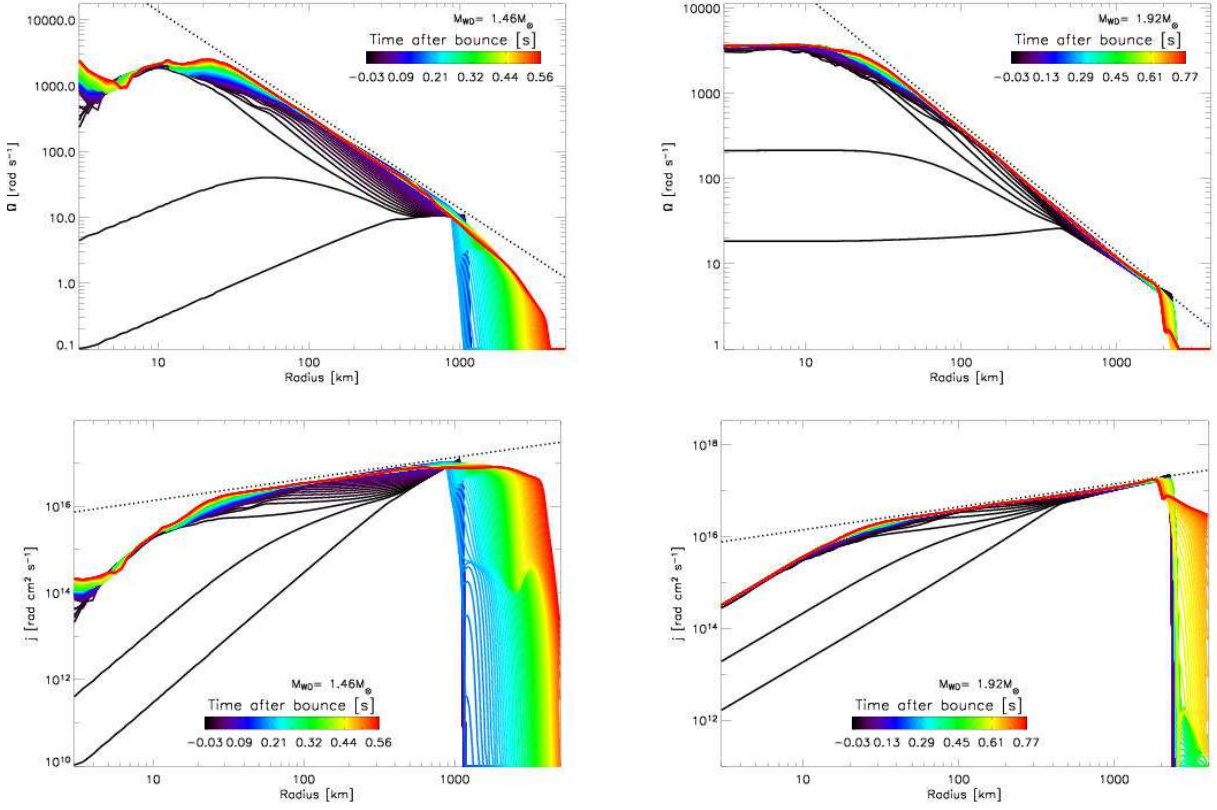 M_WD= 1.46M_⊙
Time after bounce [s]
−0.03 0.09 0.21 0.32 0.44 0.56
10000.0
1000.0
100.0
10.0
1.0
0.1
Ω [rad s⁻¹]
10 100 1000
Radius [km]
M_WD= 1.92M_⊙
Time after bounce [s]
−0.03 0.13 0.29 0.45 0.61 0.77
10000
1000
100
10
1
Ω [rad s⁻¹]
10 100 1000
Radius [km]
10¹⁶
10¹⁴
10¹²
10¹⁰
j [rad cm² s⁻¹]
M_WD= 1.46M_⊙
Time after bounce [s]
−0.03 0.09 0.21 0.32 0.44 0.56
10 100 1000
Radius [km]
10¹⁸
10¹⁶
10¹⁴
10¹²
j [rad cm² s⁻¹]
M_WD= 1.92M_⊙
Time after bounce [s]
−0.03 0.13 0.29 0.45 0.61 0.77
10 100 1000
Radius [km]